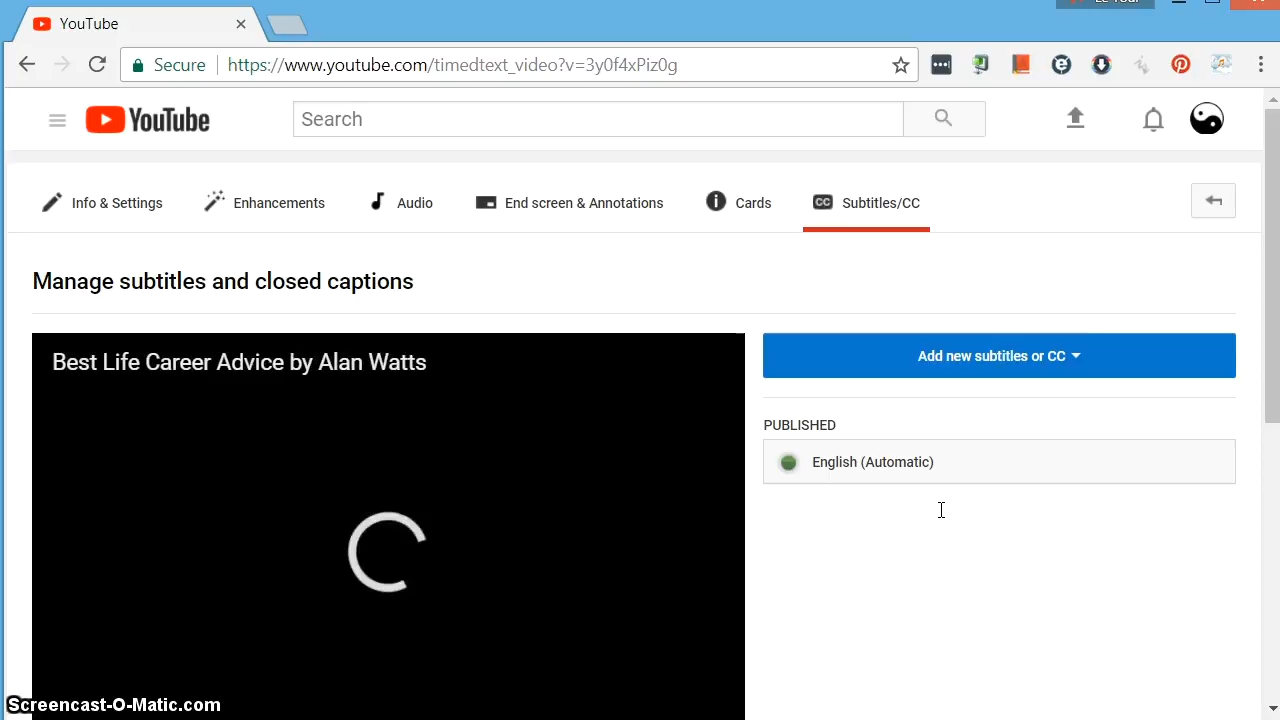 YouTube
Secure https://www.youtube.com/timedtext_video?v=3y0f4xPiz0g
YouTube
Search
Info & Settings
Enhancements
Audio
End screen & Annotations
Cards
CC Subtitles/CC
Manage subtitles and closed captions
Best Life Career Advice by Alan Watts
Add new subtitles or CC
PUBLISHED
English (Automatic)
Screencast-O-Matic.com